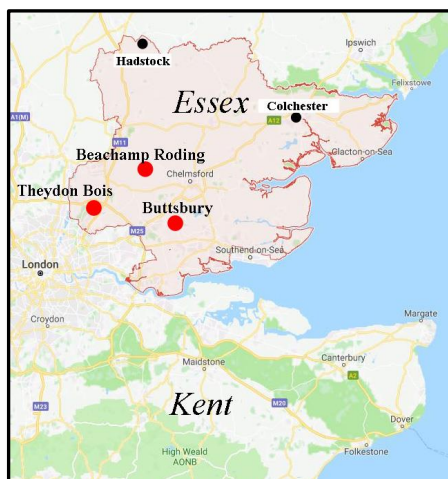 Hadstock
Ipswich
Felixstowe
Essex
Colchester
A1(M)
A12
M11
Clacton-on-Sea
Beachamp Roding
Chelmsford
Theydon Bois
Buttsbury
M25
Southend-on-Sea
London
Croydon
Margate
Maidstone
Canterbury
A2
Kent
M20
M23
Dover
High Weald
AONB
Folkestone